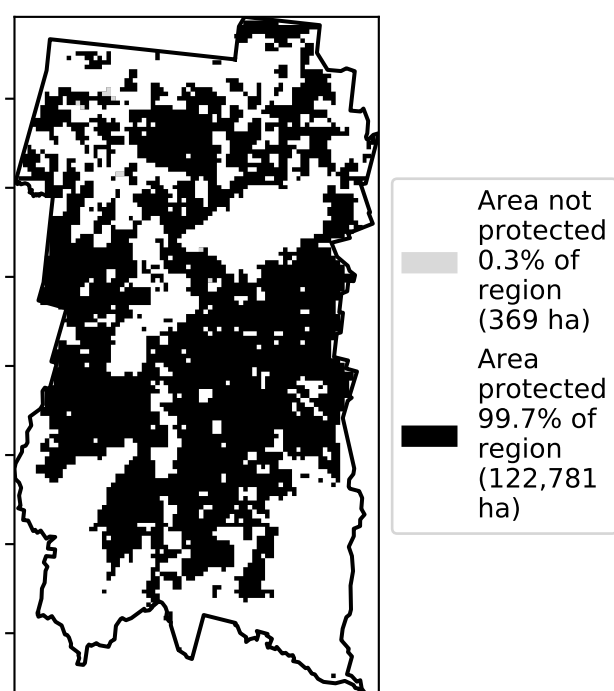 Area not
protected
0.3% of
region
(369 ha)
Area
protected
99.7% of
region
(122,781
ha)